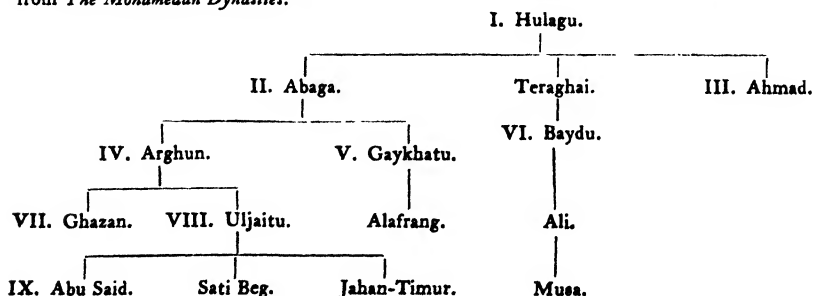 from The Mohamedan Dynasties.
I. Hulagu.
II. Abaga. Teraghai. III. Ahmad.
VI. Baydu.
IV. Arghun. V. Gaykhatu.
VII. Ghazan. VIII. Uljaitu. Alafrang. Ali.
IX. Abu Said. Sati Beg. Jahan-Timur. Musa.